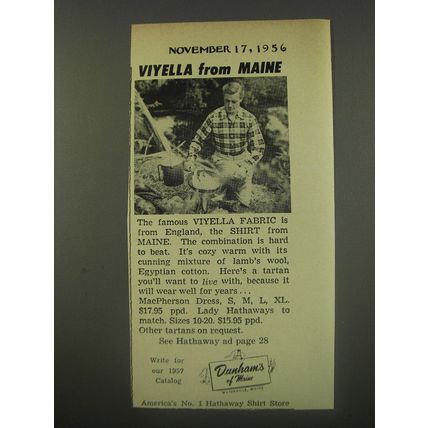 NOVEMBER 17, 1956
VIYELLA from MAINE
The famous VIYELLA FABRIC is
from England, the SHIRT from
MAINE. The combination is hard
to beat. It's cozy warm with its
cunning mixture of lamb's wool,
Egyptian cotton. Here's a tartan
you'll want to live with, because it
will wear well for years...
MacPherson Dress, S, M, L, XL.
$17.95 ppd. Lady Hathaways to
match. Sizes 10-20. $15.95 ppd.
Other tartans on request.
See Hathaway ad page 28
Write for
our 1957
Catalog
Dunham's
of Maine
WATERVILLE, MAINE
America's No. 1 Hathaway Shirt Store